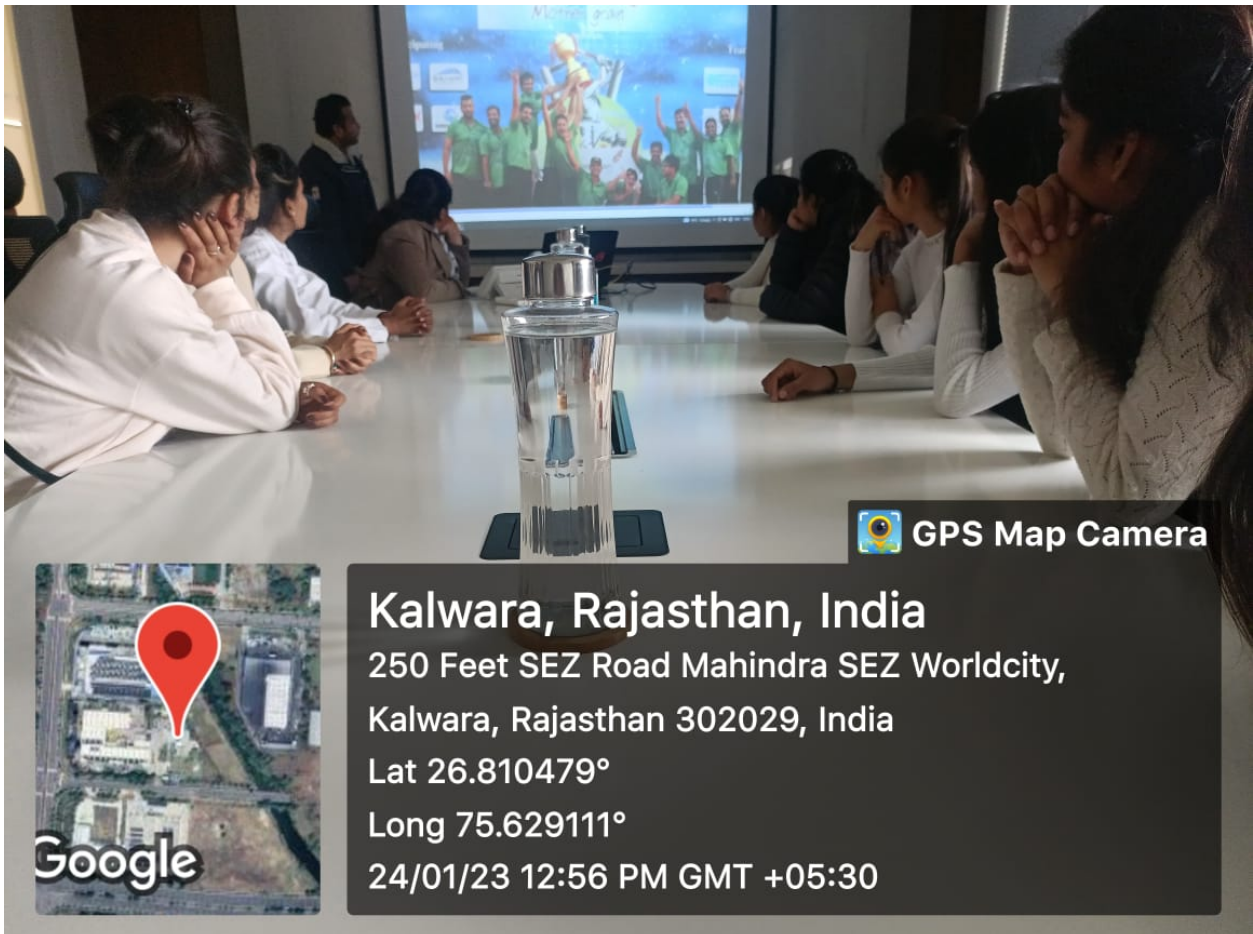 GPS Map Camera
Kalwara, Rajasthan, India
250 Feet SEZ Road Mahindra SEZ Worldcity,
Kalwara, Rajasthan 302029, India
Lat 26.810479°
Long 75.629111°
24/01/23 12:56 PM GMT +05:30
Google